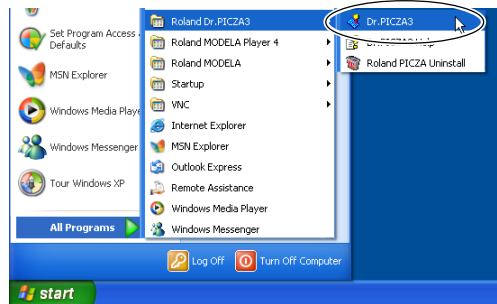 Set Program Access
Defaults
MSN Explorer
Windows Media Playe
Windows Messenger
Tour Windows XP
All Programs
Roland Dr.PICZA3
Roland MODELA Player 4
Roland MODELA
Startup
VNC
Internet Explorer
MSN Explorer
Outlook Express
Remote Assistance
Windows Media Player
Windows Messenger
Dr.PICZA3
Roland PICZA Uninstall
Log Off
Turn Off Computer
start